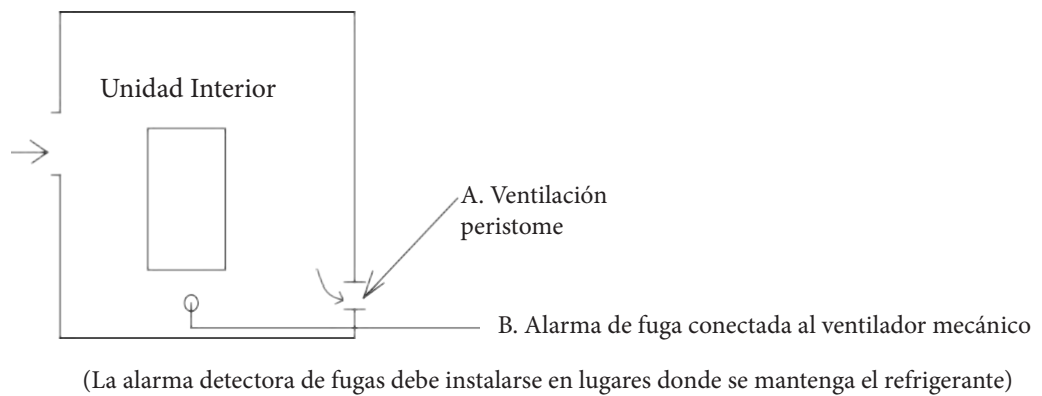 Unidad Interior
A. Ventilación
peristome
B. Alarma de fuga conectada al ventilador mecánico
(La alarma detectora de fugas debe instalarse en lugares donde se mantenga el refrigerante)